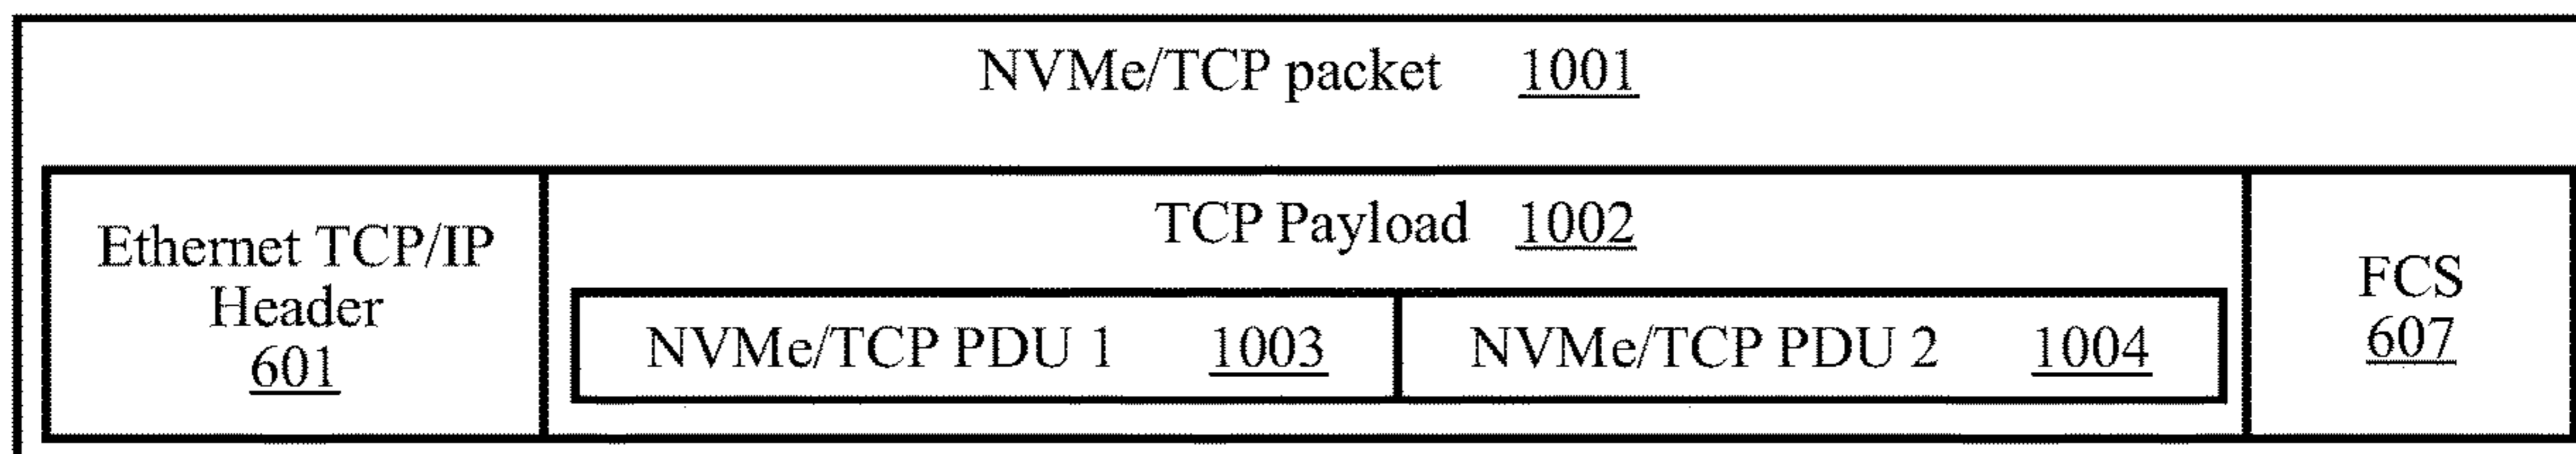 NVMe/TCP packet 1001
Ethernet TCP/IP
Header
601
TCP Payload 1002
NVMe/TCP PDU 1 1003
NVMe/TCP PDU 2 1004
FCS
607